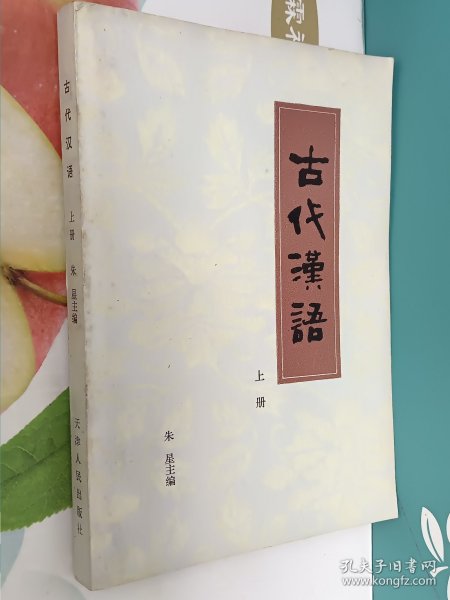 古代漢語
上册
朱星主编
古代汉语 上册 朱星主编 天津人民出版社
孔夫子旧书网
www.kongfz.com